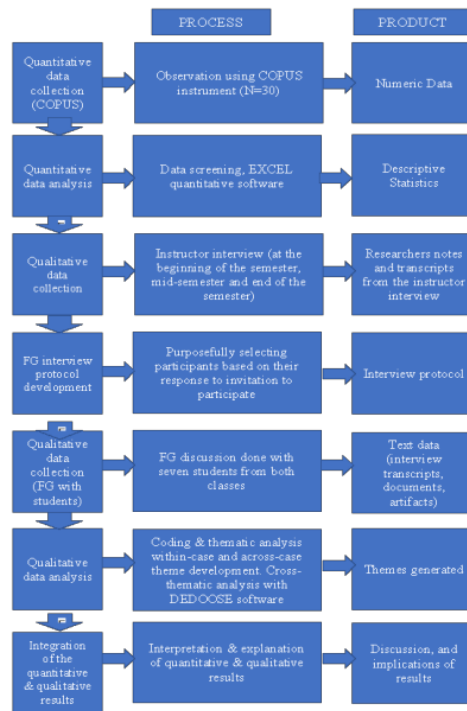 PROCESS
PRODUCT
Quantitative
data
collection
(COPUS)
Observation using COPUS
instrument (N=30)
Numeric Data
Quantitative
data analysis
Data screening, EXCEL
quantitative software
Descriptive
Statistics
Qualitative
data
collection
Instructor interview (at the
beginning of the semester,
mid-semester and end of the
semester)
Researchers notes
and transcripts
from the instructor
interview
FG interview
protocol
development
Purposefully selecting
participants based on their
response to invitation to
participate
Interview protocol
Qualitative
data
collection
(FG with
students)
FG discussion done with
seven students from both
classes
Text data
(interview
transcripts,
documents,
artifacts)
Qualitative
data analysis
Coding & thematic analysis
within-case and across-case
theme development. Cross-
thematic analysis with
DEDOOSE software
Themes
generated
Integration
of the
quantitative
& qualitative
results
Interpretation & explanation
of quantitative & qualitative
results
Discussion, and
implications of
results